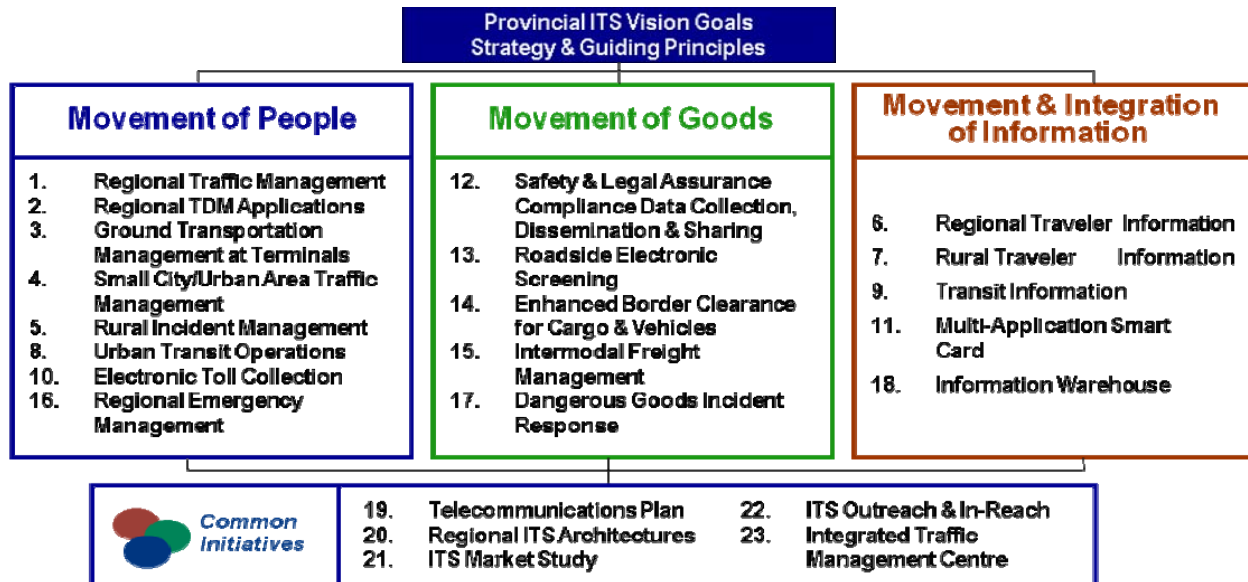 Provincial ITS Vision Goals
Strategy & Guiding Principles
Movement of People
1. Regional Traffic Management
2. Regional TDM Applications
3. Ground Transportation
Management at Terminals
4. Small City/Urban Area Traffic
Management
5. Rural Incident Management
8. Urban Transit Operations
10. Electronic Toll Collection
16. Regional Emergency
Management
Movement of Goods
12. Safety & Legal Assurance
Compliance Data Collection,
Dissemination & Sharing
13. Roadside Electronic
Screening
14. Enhanced Border Clearance
for Cargo & Vehicles
15. Intermodal Freight
Management
17. Dangerous Goods Incident
Response
Movement & Integration
of Information
6. Regional Traveler Information
7. Rural Traveler Information
9. Transit Information
11. Multi-Application Smart
Card
18. Information Warehouse
Common
Initiatives
19. Telecommunications Plan
20. Regional ITS Architectures
21. ITS Market Study
22. ITS Outreach & In-Reach
23. Integrated Traffic
Management Centre